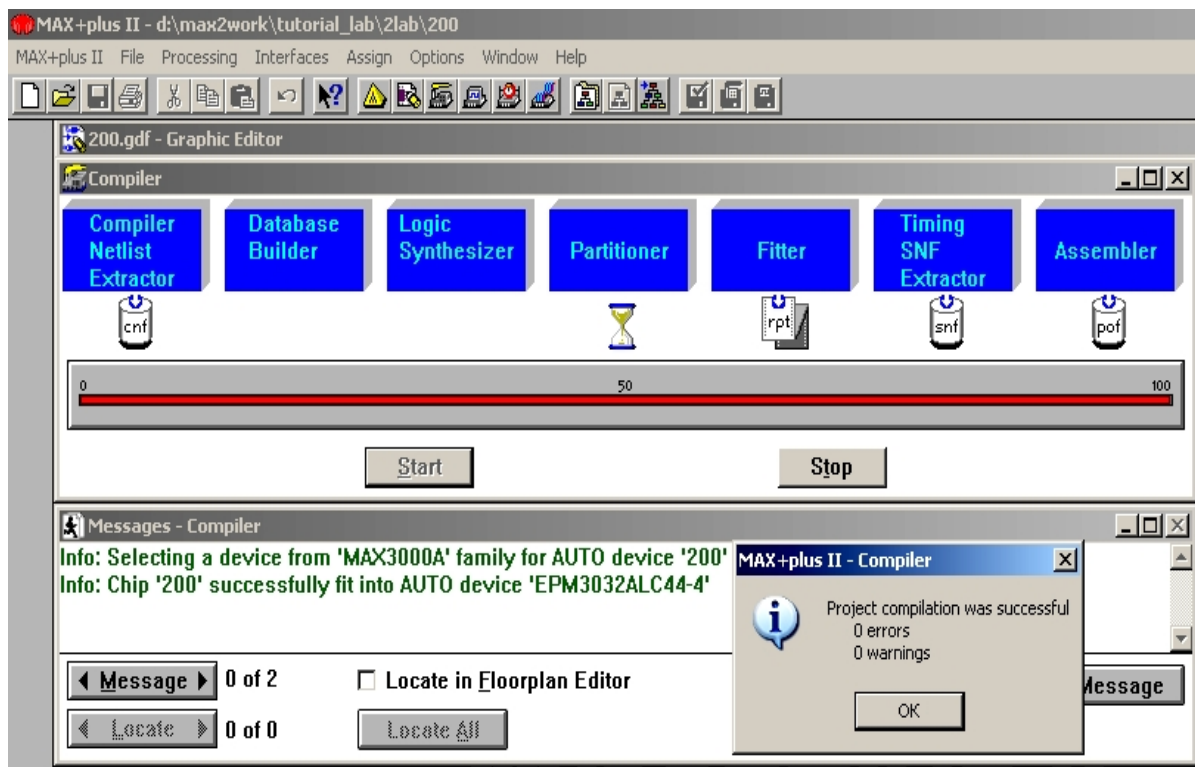 MAX+plus II - d:\max2work\tutorial_lab\2lab\200
MAX+plus II File Processing Interfaces Assign Options Window Help
200.gdf - Graphic Editor
Compiler
Compiler
Netlist
Extractor
Database
Builder
Logic
Synthesizer
Partitioner
Fitter
Timing
SNF
Extractor
Assembler
cnf
rpt
snf
pof
0 50 100
Start
Stop
Messages - Compiler
Info: Selecting a device from 'MAX3000A' family for AUTO device '200'
Info: Chip '200' successfully fit into AUTO device 'EPM3032ALC44-4'
Message 0 of 2
Locate in Floorplan Editor
Message
Locate 0 of 0
Locate All
MAX+plus II - Compiler
Project compilation was successful
0 errors
0 warnings
OK